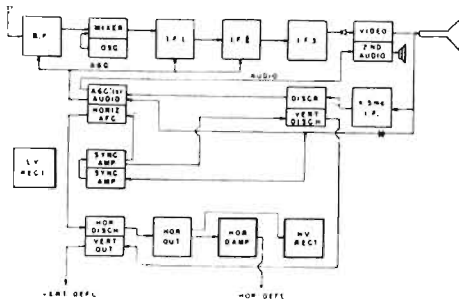 R.F
MIXER
OSG
I.F.1
I.F.2
I.F.3
VIDEO
2ND
AUDIO
AGC
AUDIO
AGC
AUDIO
HORIZ
AFC
DISCR
VERT
DISCH
4.5MC
I.F.
SYNC
AMP
SYNC
AMP
LV
RECT
HOR
DISCH
VERT
OUT
HOR
OUT
HOR
DAMP
HV
RECT
VERT DEFL
HOR DEFL